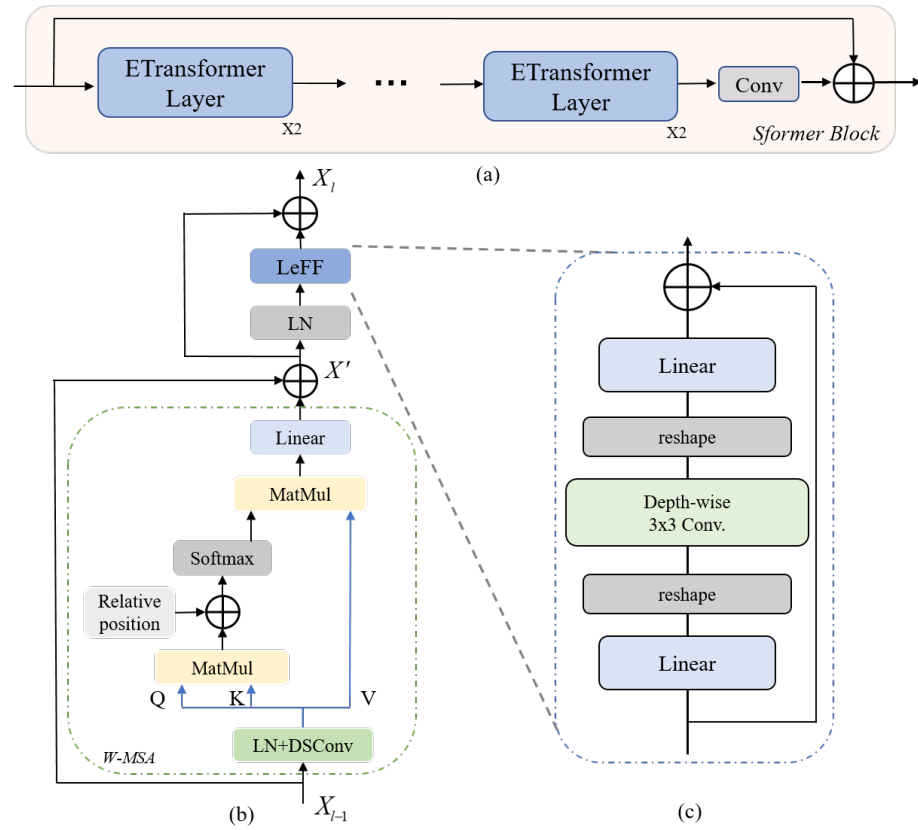 ETransformer
Layer
X2
...
ETransformer
Layer
X2
Conv
Sformer Block
(a)
X_l
LeFF
LN
X′
Linear
MatMul
Softmax
Relative
position
MatMul
Q
K
V
LN+DSConv
W-MSA
(b)
X_{l-1}
Linear
reshape
Depth-wise
3x3 Conv.
reshape
Linear
(c)